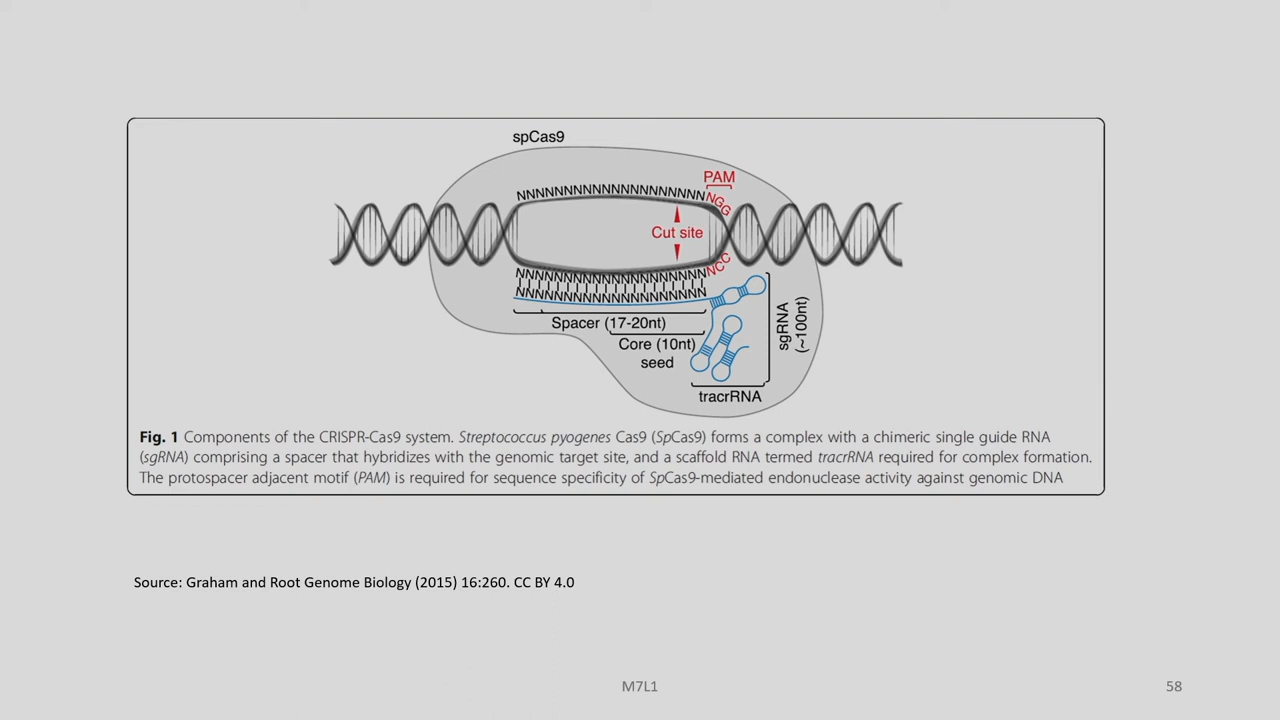 spCas9
PAM
NNNNNNNNNNNNNNNNNNNNNGG
Cut site
NNNNNNNNNNNNNNNNNNNNNCC
NNNNNNNNNNNNNNNNNNNN
Spacer (17-20nt)
Core (10nt)
seed
sgRNA
(~100nt)
tracrRNA
Fig. 1 Components of the CRISPR-Cas9 system. Streptococcus pyogenes Cas9 (SpCas9) forms a complex with a chimeric single guide RNA
(sgRNA) comprising a spacer that hybridizes with the genomic target site, and a scaffold RNA termed tracrRNA required for complex formation.
The protospacer adjacent motif (PAM) is required for sequence specificity of SpCas9-mediated endonuclease activity against genomic DNA
Source: Graham and Root Genome Biology (2015) 16:260. CC BY 4.0
M7L1
58